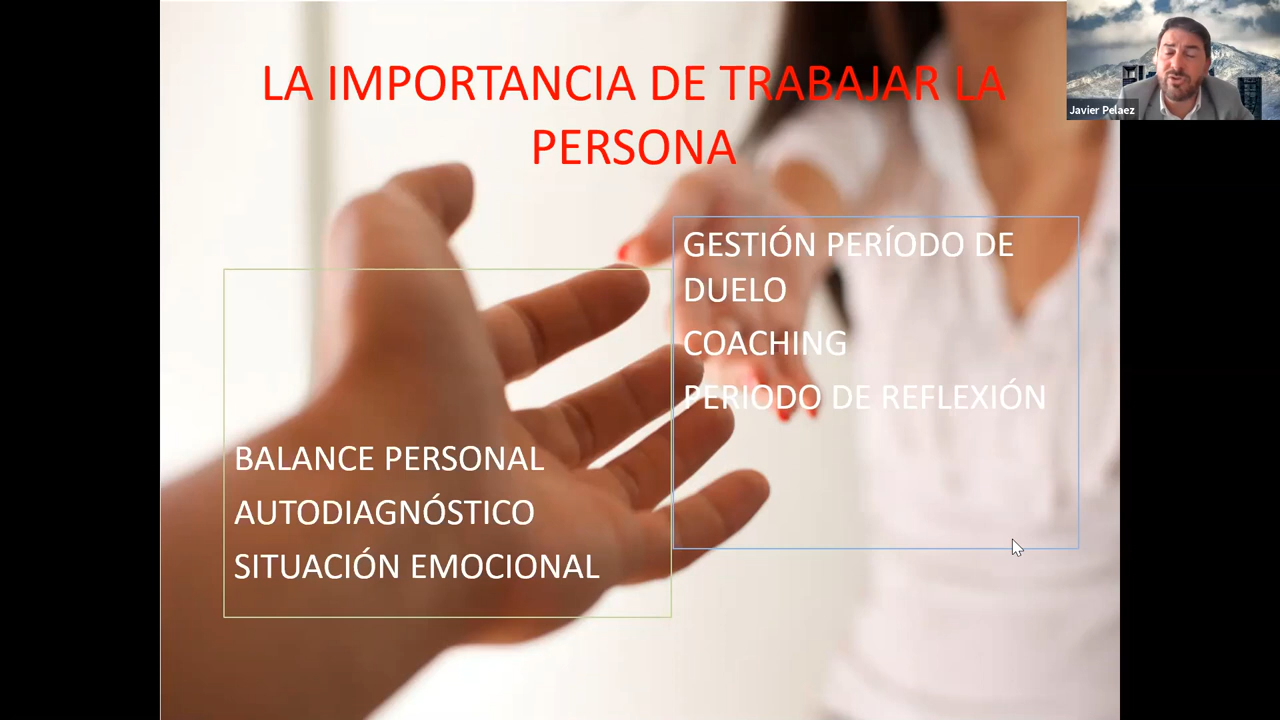 LA IMPORTANCIA DE TRABAJAR LA
PERSONA
Javier Pelaez
GESTIÓN PERÍODO DE
DUELO
COACHING
PERIODO DE REFLEXIÓN
BALANCE PERSONAL
AUTODIAGNÓSTICO
SITUACIÓN EMOCIONAL